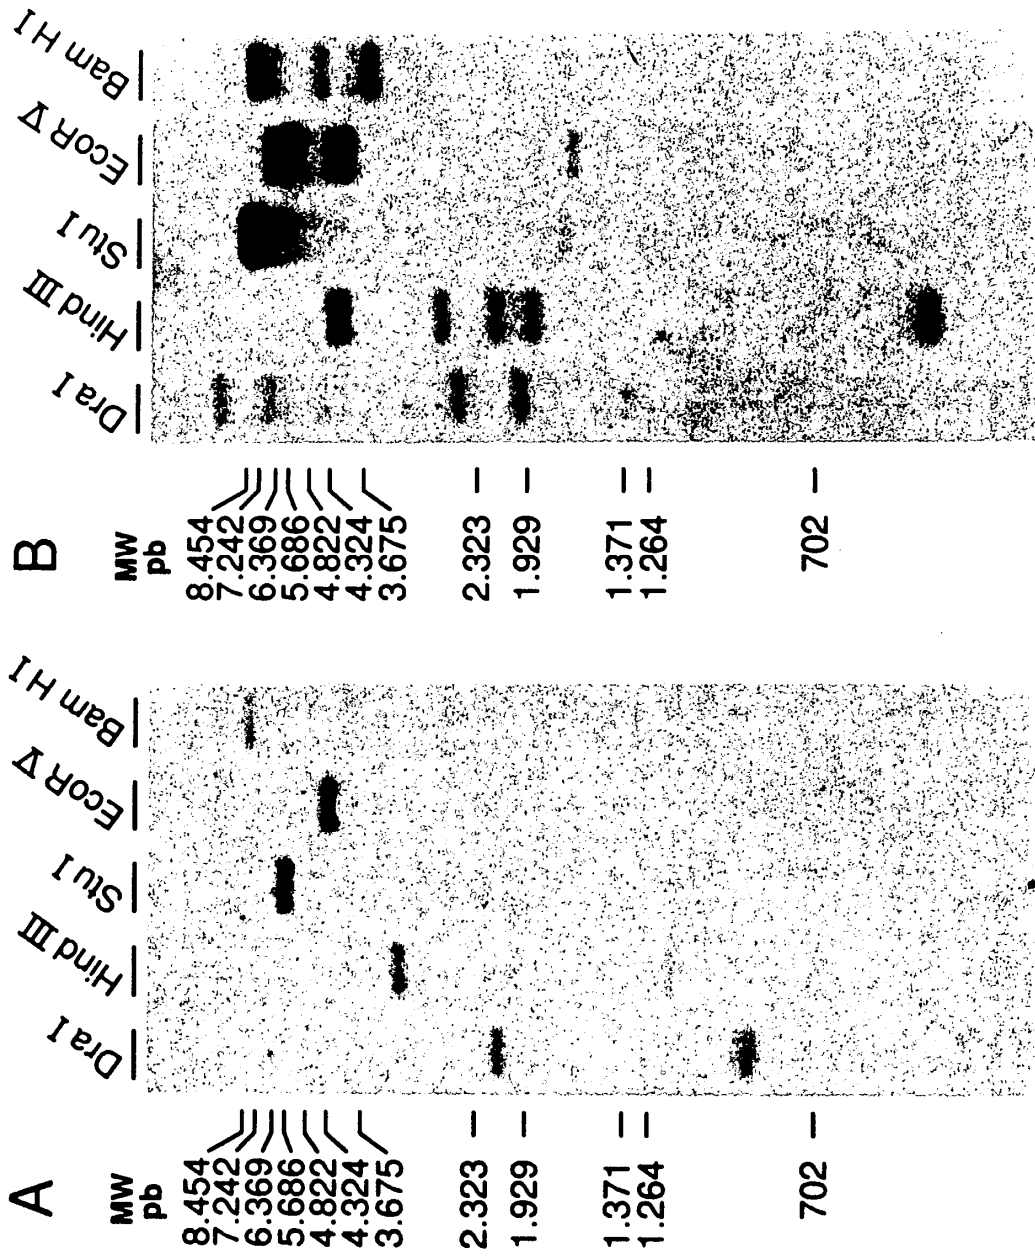 A
MW
pb
8.454
7.242
6.369
5.686
4.822
4.324
3.675
2.323
1.929
1.371
1.264
702
Dra I
Hind III
Stu I
EcoR V
Bam H I
B
MW
pb
8.454
7.242
6.369
5.686
4.822
4.324
3.675
2.323
1.929
1.371
1.264
702
Dra I
Hind III
Stu I
EcoR V
Bam H I